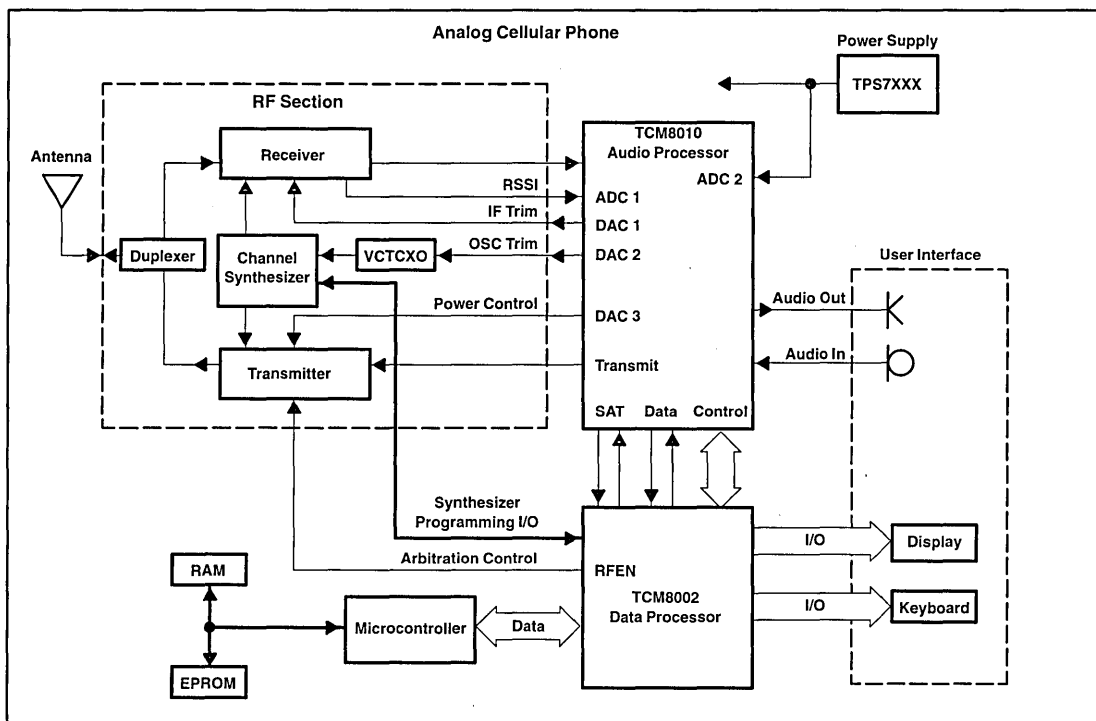 Analog Cellular Phone
Power Supply
TPS7XXX
RF Section
TCM8010
Audio Processor
Antenna
Receiver
ADC 2
RSSI
ADC 1
IF Trim
DAC 1
Duplexer
Channel
Synthesizer
VCTCXO
OSC Trim
DAC 2
User Interface
Power Control
DAC 3
Audio Out
Transmitter
Transmit
Audio In
SAT
Data
Control
Synthesizer
Programming I/O
I/O
Display
Arbitration Control
RFEN
RAM
TCM8002
Data Processor
I/O
Keyboard
Microcontroller
Data
EPROM